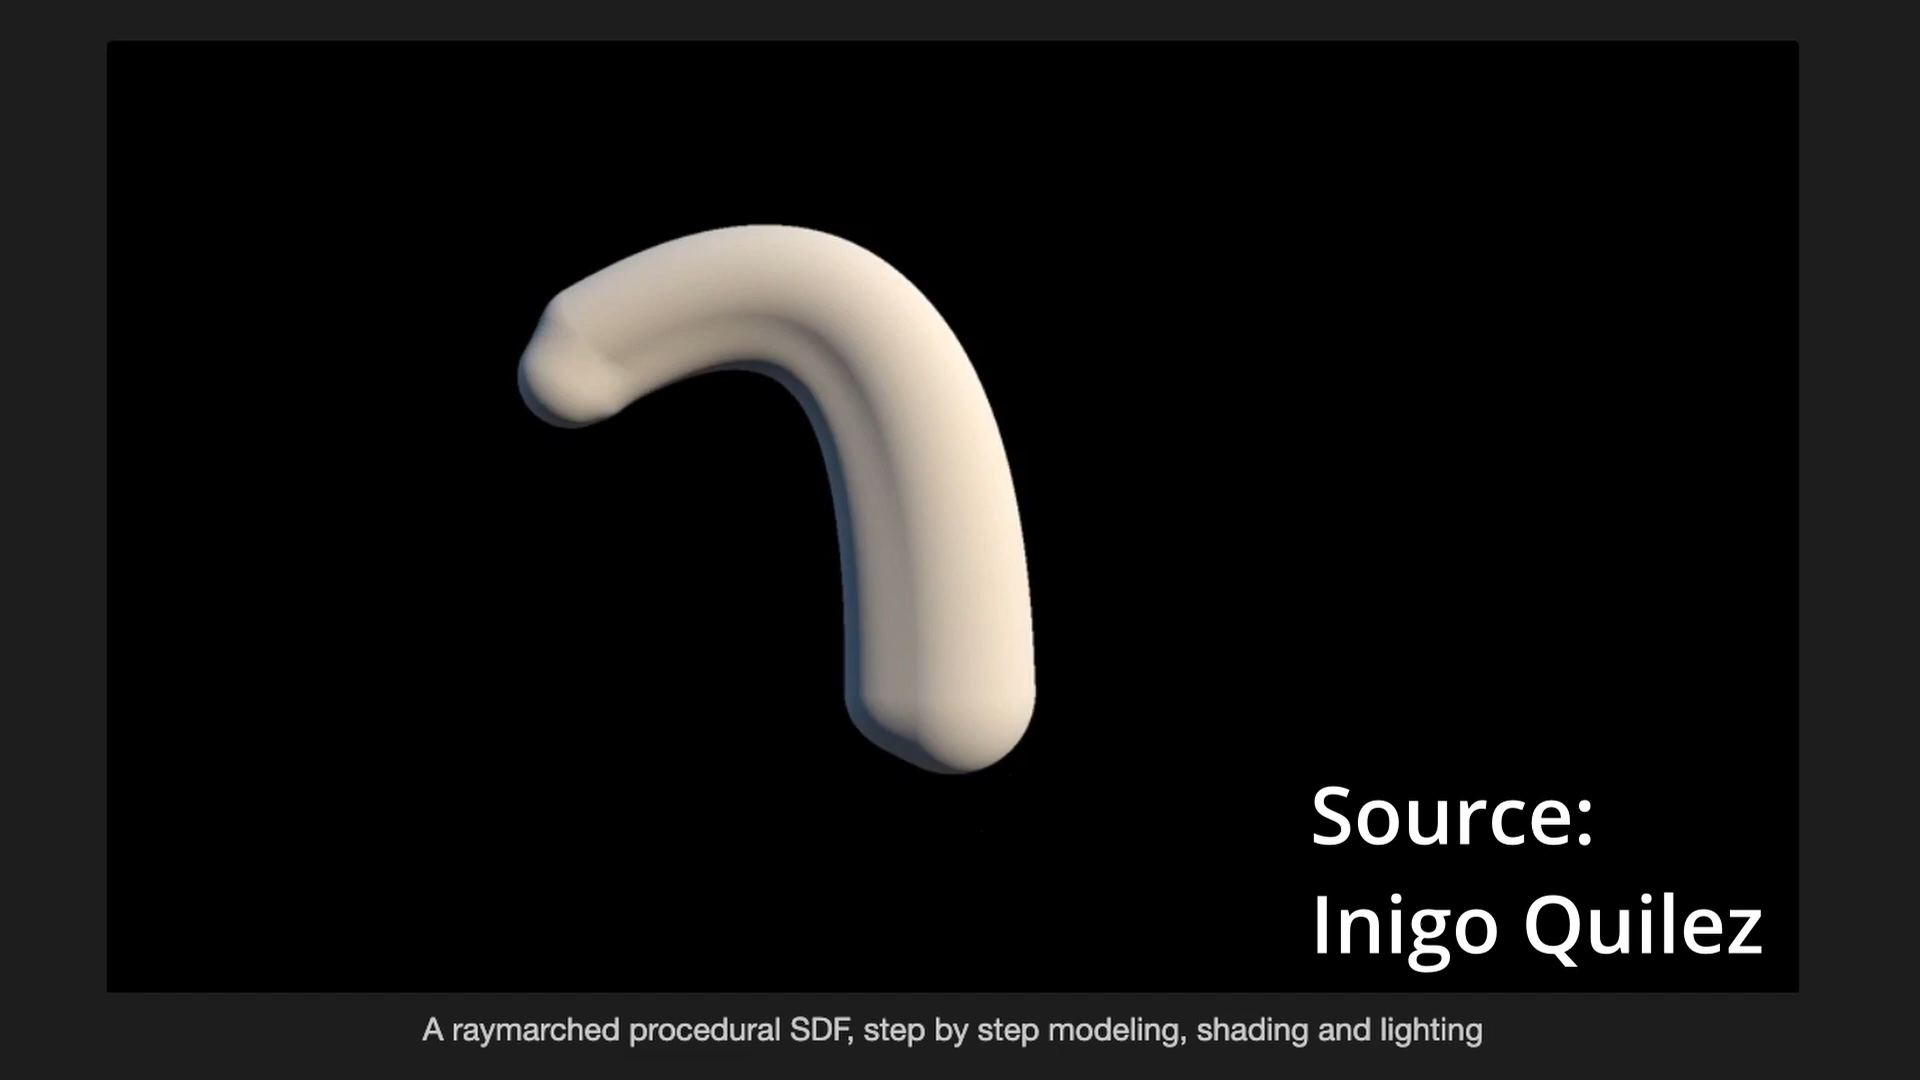 Source:
Inigo Quilez
A raymarched procedural SDF, step by step modeling, shading and lighting